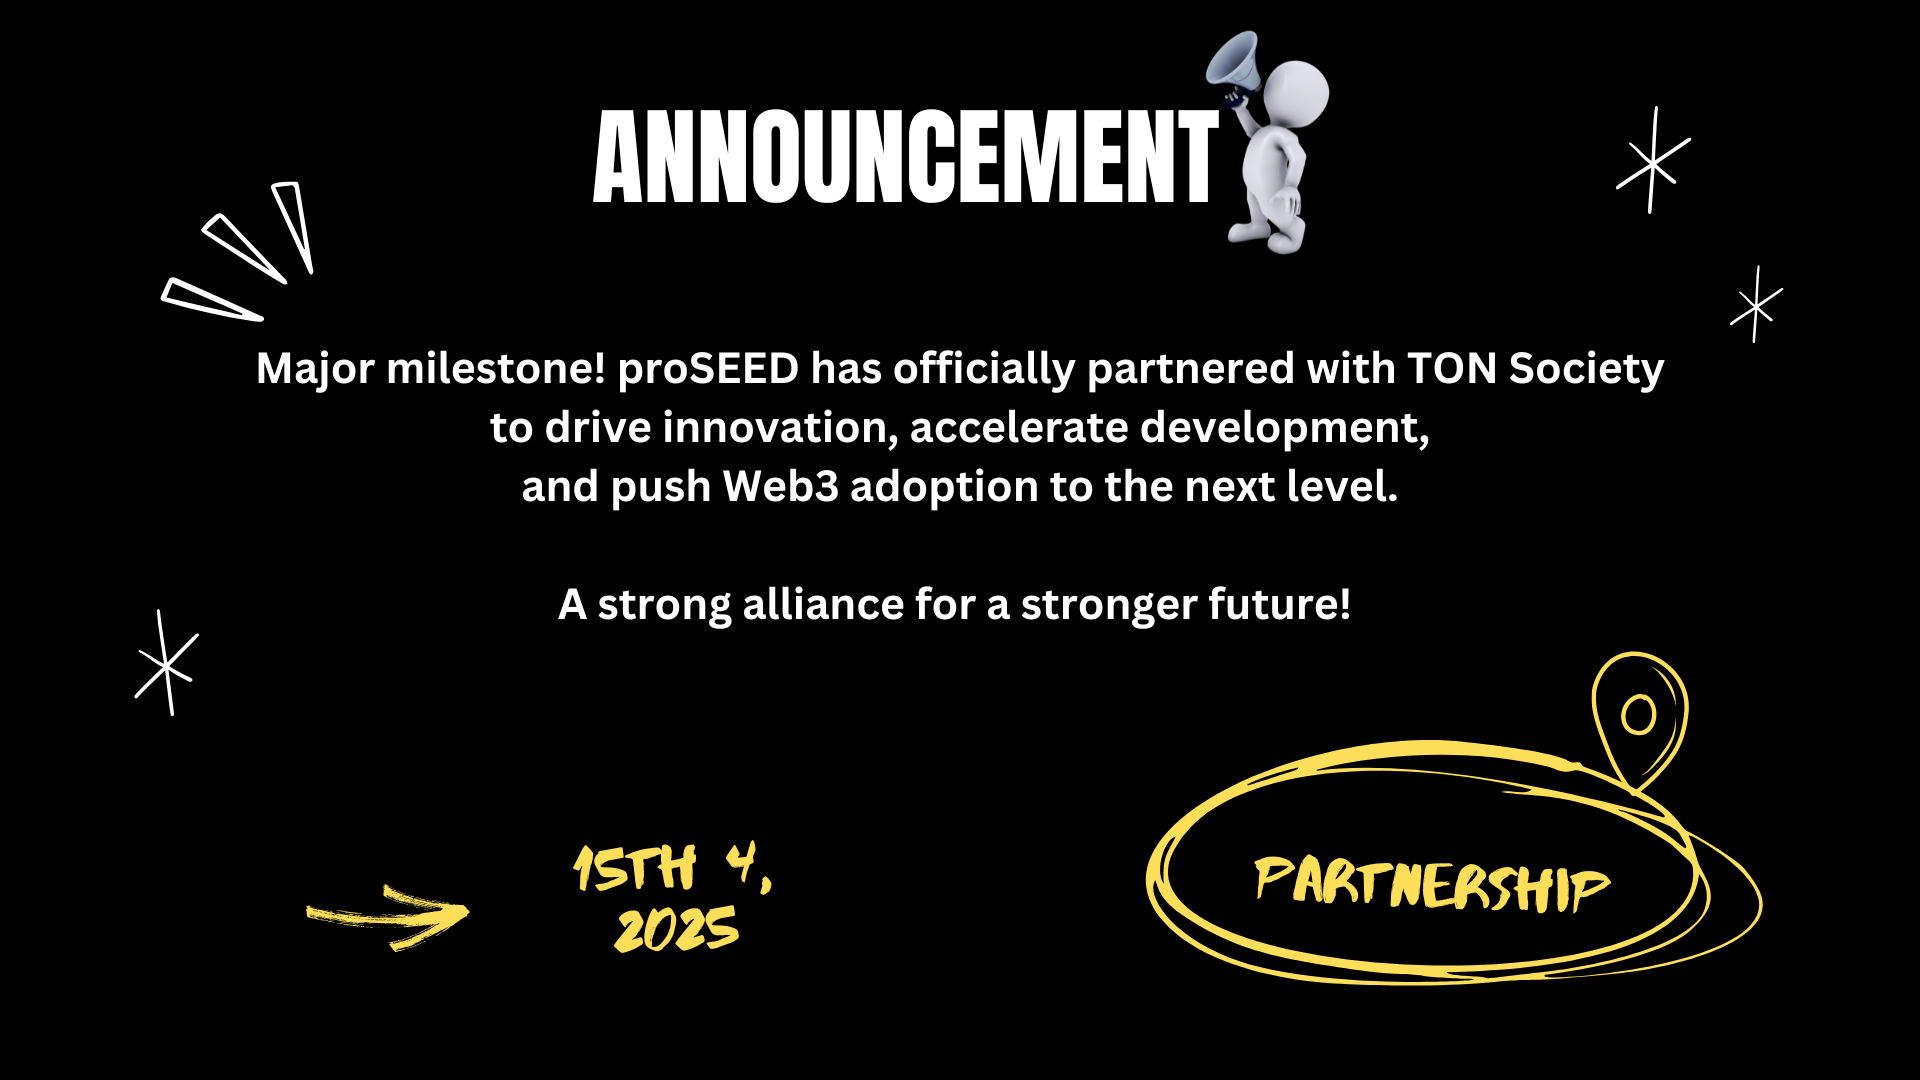 ANNOUNCEMENT
Major milestone! proSEED has officially partnered with TON Society
to drive innovation, accelerate development,
and push Web3 adoption to the next level.
A strong alliance for a stronger future!
15TH 4,
2025
PARTNERSHIP